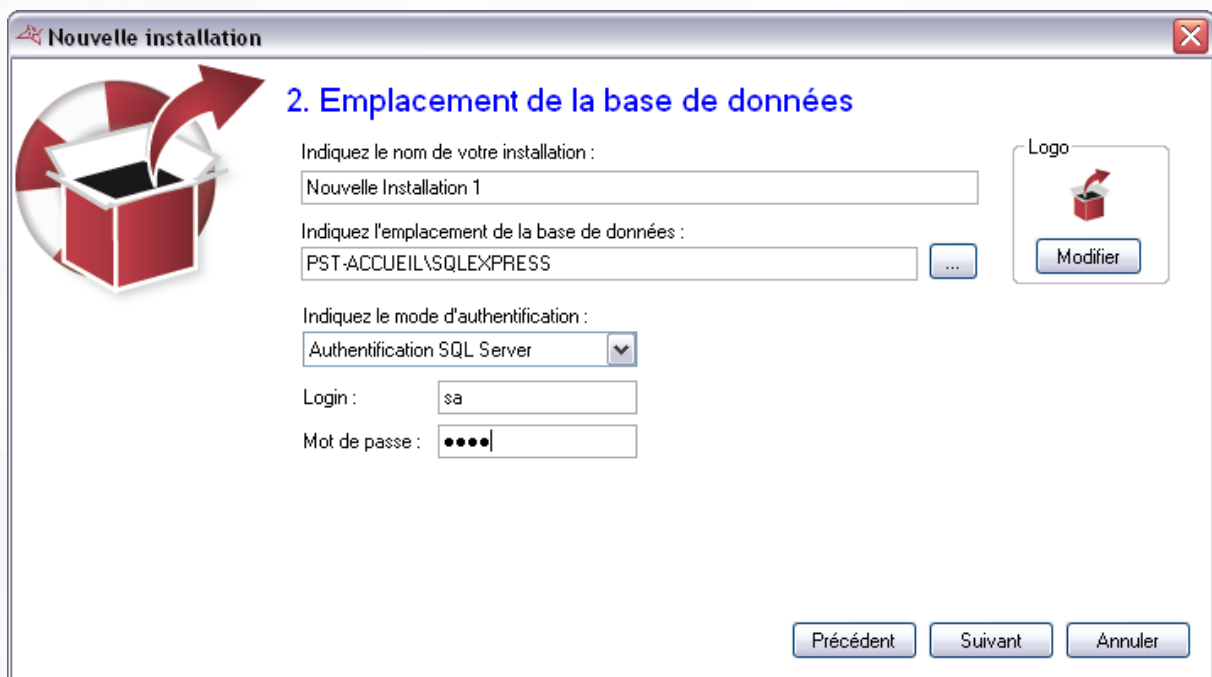 Nouvelle installation
2. Emplacement de la base de données
Indiquez le nom de votre installation :
Logo
Nouvelle Installation 1
Indiquez l'emplacement de la base de données :
PST-ACCUEIL\SQLEXPRESS
...
Modifier
Indiquez le mode d'authentification :
Authentification SQL Server
Login :
sa
Mot de passe :
••••
Précédent
Suivant
Annuler